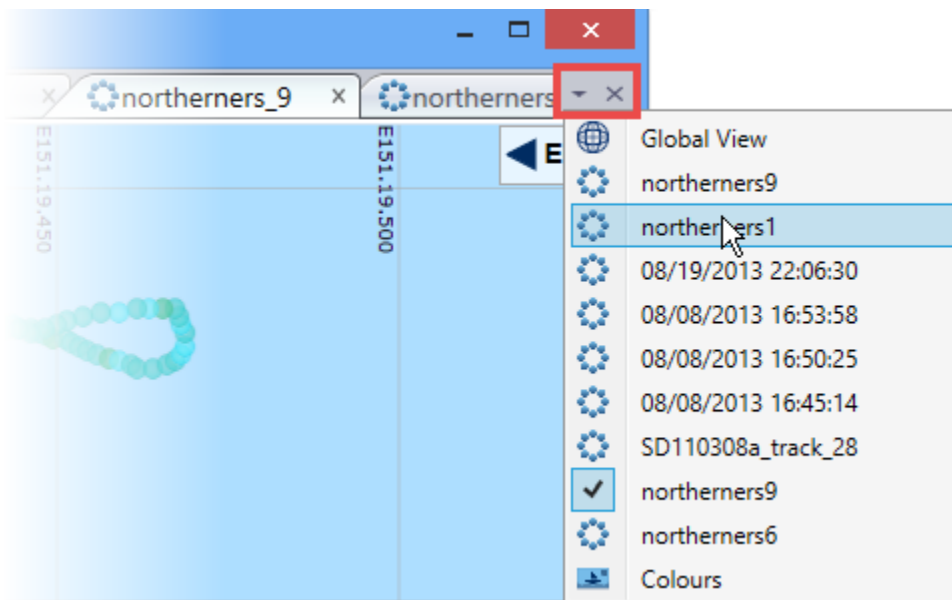 northerners_9
northerners
E151.19.450
E151.19.500
E
Global View
northerners9
northerners1
08/19/2013 22:06:30
08/08/2013 16:53:58
08/08/2013 16:50:25
08/08/2013 16:45:14
SD110308a_track_28
northerners9
northerners6
Colours